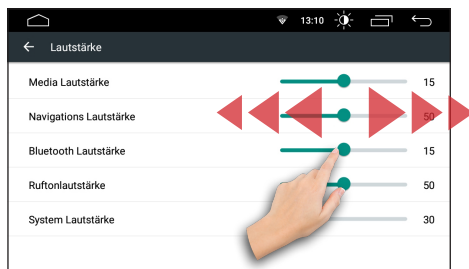 13:10
Lautstärke
Media Lautstärke 15
Navigations Lautstärke 50
Bluetooth Lautstärke 15
Ruftonlautstärke 50
System Lautstärke 30